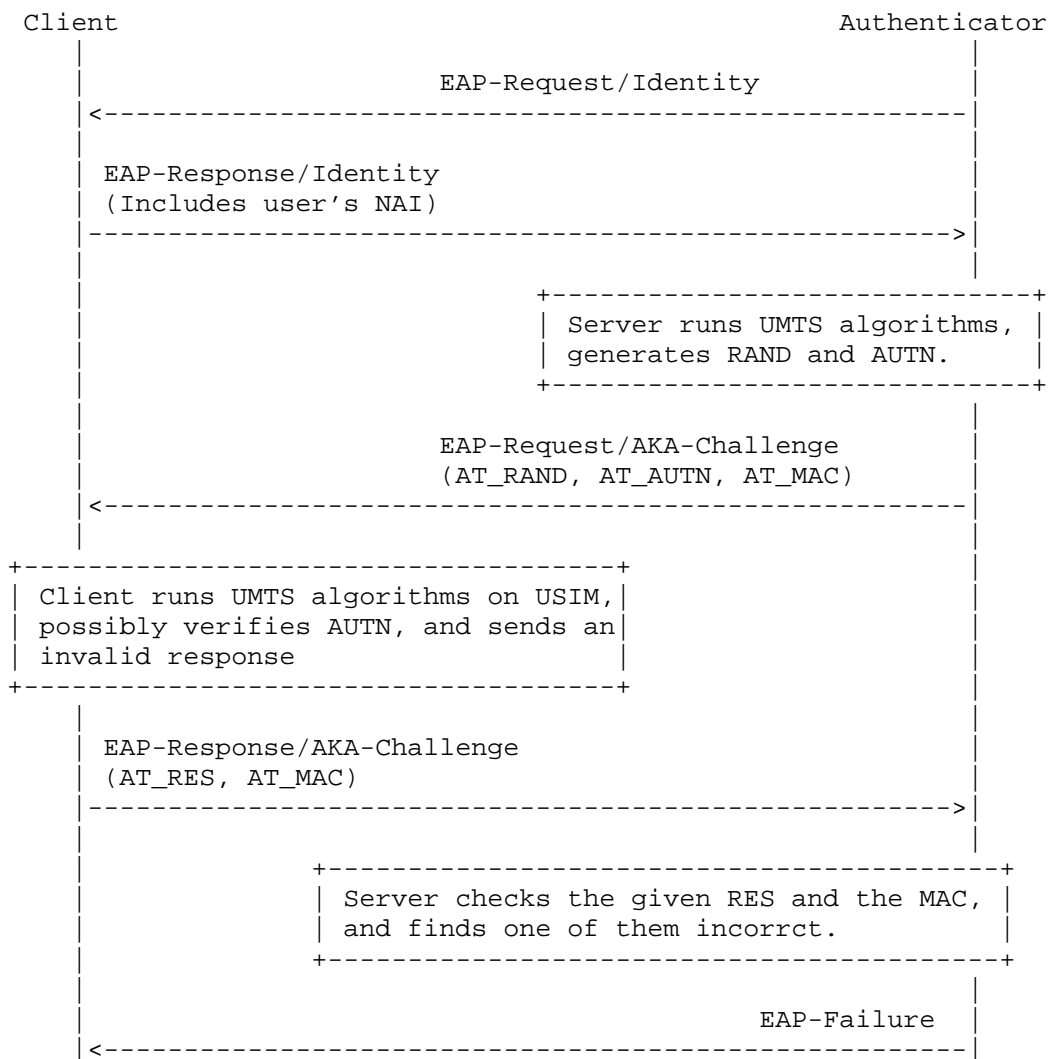 Client Authenticator
EAP-Request/Identity
EAP-Response/Identity
(Includes user's NAI)
Server runs UMTS algorithms,
generates RAND and AUTN.
EAP-Request/AKA-Challenge
(AT_RAND, AT_AUTN, AT_MAC)
Client runs UMTS algorithms on USIM,
possibly verifies AUTN, and sends an
invalid response
EAP-Response/AKA-Challenge
(AT_RES, AT_MAC)
Server checks the given RES and the MAC,
and finds one of them incorrct.
EAP-Failure